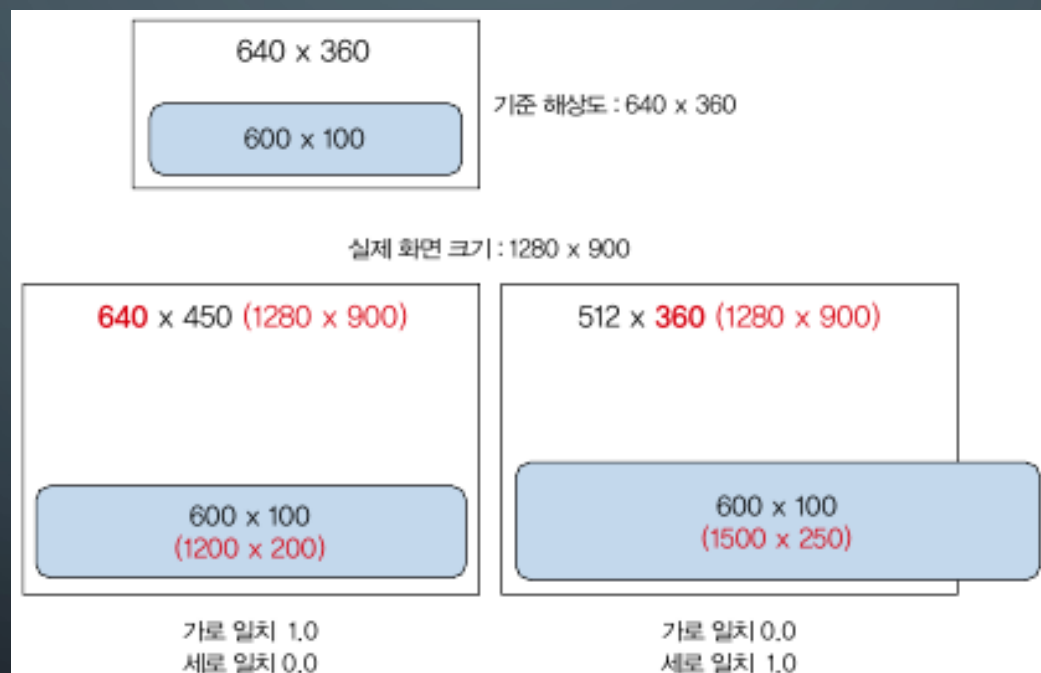 640 x 360
600 x 100
기준 해상도 : 640 x 360
실제 화면 크기 : 1280 x 900
640 x 450 (1280 x 900)
600 x 100
(1200 x 200)
가로 일치 1.0
세로 일치 0.0
512 x 360 (1280 x 900)
600 x 100
(1500 x 250)
가로 일치 0.0
세로 일치 1.0